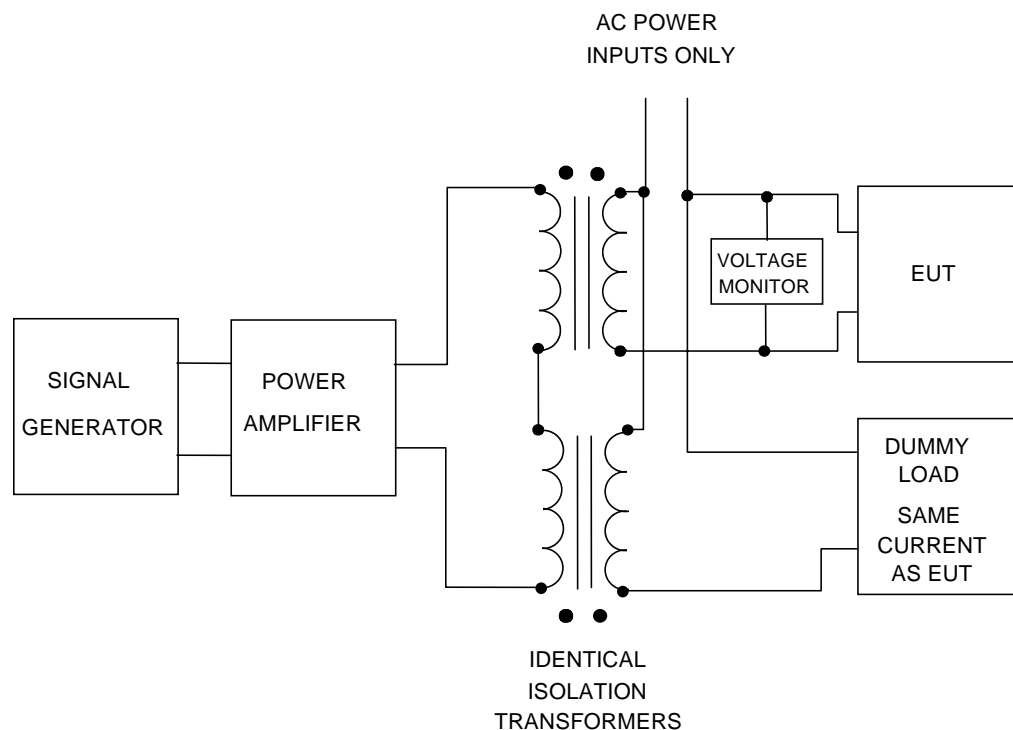 AC POWER
INPUTS ONLY
VOLTAGE
MONITOR
EUT
SIGNAL
GENERATOR
POWER
AMPLIFIER
DUMMY
LOAD
SAME
CURRENT
AS EUT
IDENTICAL
ISOLATION
TRANSFORMERS